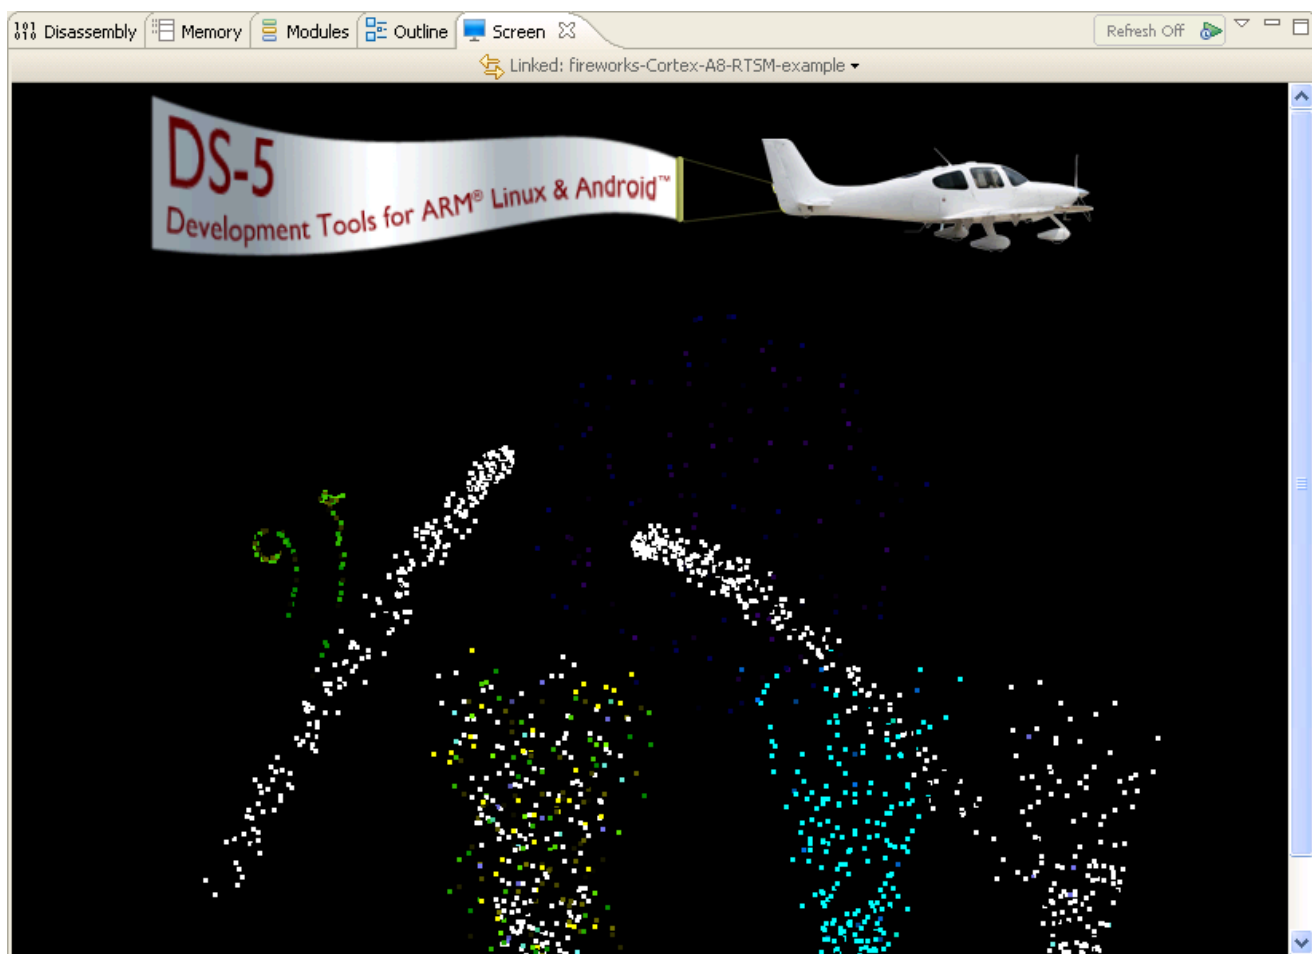 Disassembly Memory Modules Outline Screen Refresh Off
Linked: fireworks-Cortex-A8-RTSM-example
DS-5
Development Tools for ARM® Linux & Android™